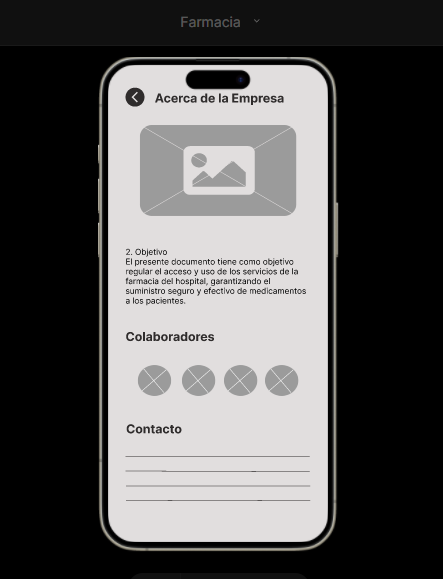 Farmacia
Acerca de la Empresa
2. Objetivo
El presente documento tiene como objetivo
regular el acceso y uso de los servicios de la
farmacia del hospital, garantizando el
suministro seguro y efectivo de medicamentos
a los pacientes.
Colaboradores
Contacto